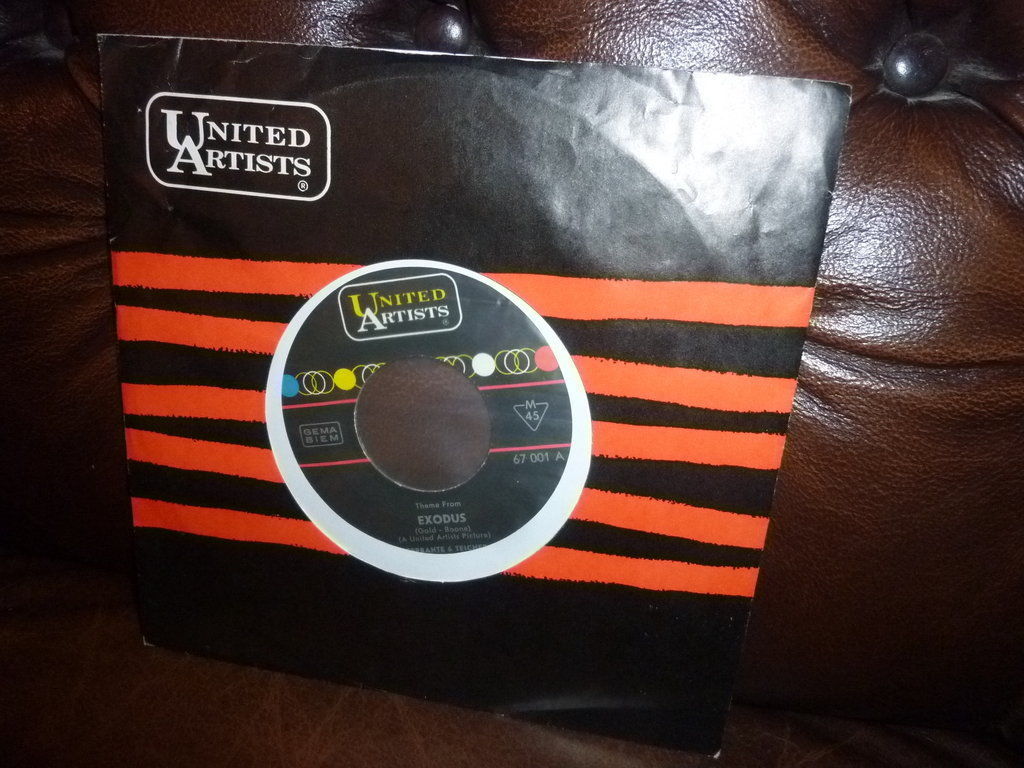 UNITED
ARTISTS
®
UNITED
ARTISTS
®
M
45
GEMA
BIEM
67 001 A
Theme From
EXODUS
(Gold - Boone)
(A United Artists Picture)